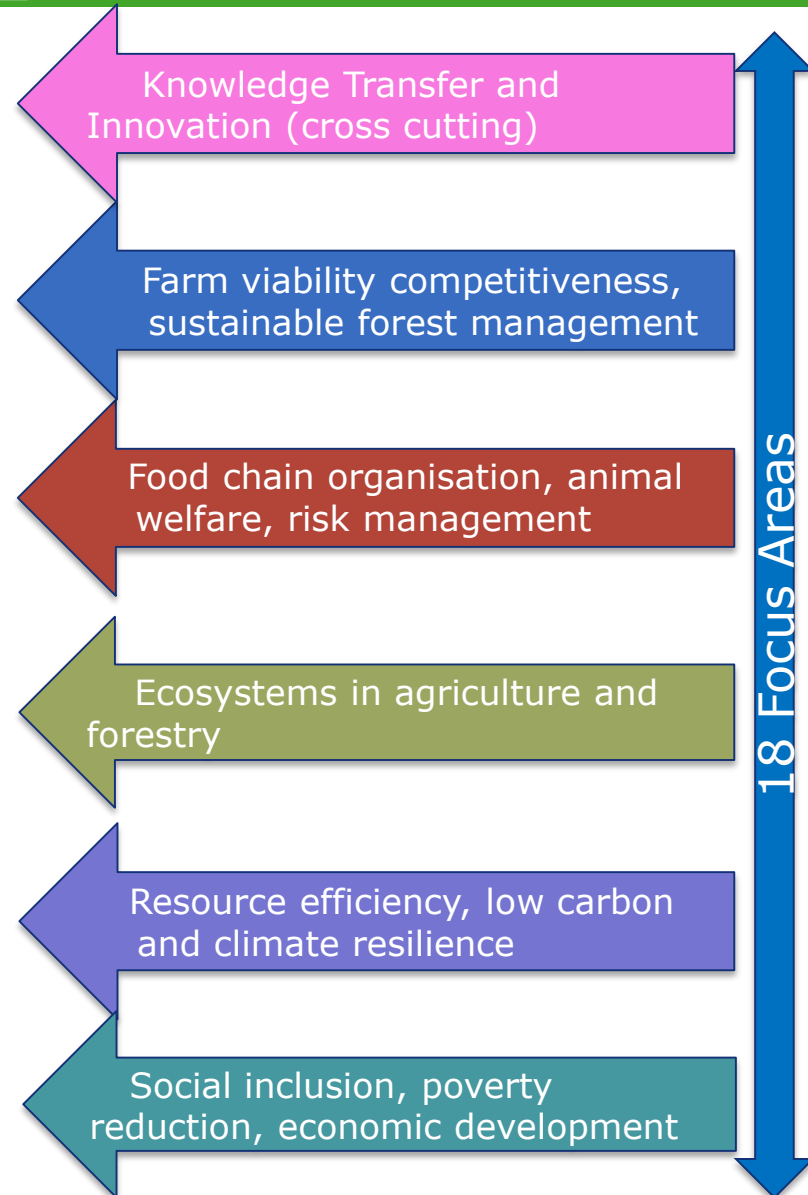 Knowledge Transfer and
Innovation (cross cutting)
Farm viability competitiveness,
sustainable forest management
Food chain organisation, animal
welfare, risk management
Ecosystems in agriculture and
forestry
Resource efficiency, low carbon
and climate resilience
Social inclusion, poverty
reduction, economic development
18 Focus Areas